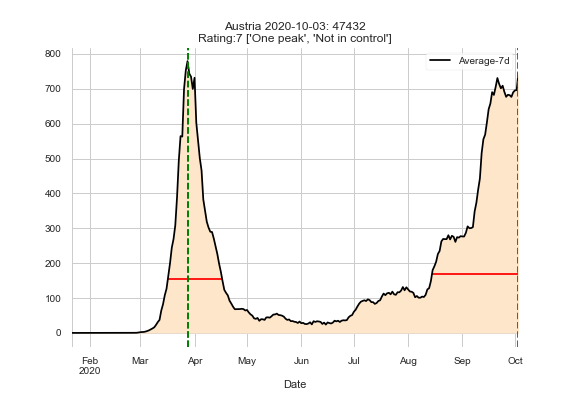 Austria 2020-10-03: 47432
Rating:7 ['One peak', 'Not in control']
Average-7d
800
700
600
500
400
300
200
100
0
Feb
2020
Mar
Apr
May
Jun
Jul
Aug
Sep
Oct
Date